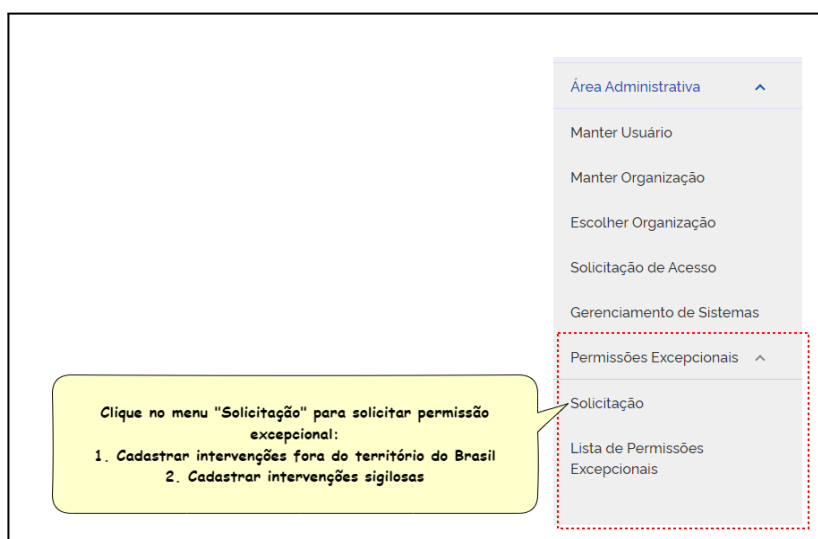 Área Administrativa
Manter Usuário
Manter Organização
Escolher Organização
Solicitação de Acesso
Gerenciamento de Sistemas
Permissões Excepcionais
Solicitação
Lista de Permissões
Excepcionais
Clique no menu "Solicitação" para solicitar permissão
excepcional:
1. Cadastrar intervenções fora do território do Brasil
2. Cadastrar intervenções sigilosas